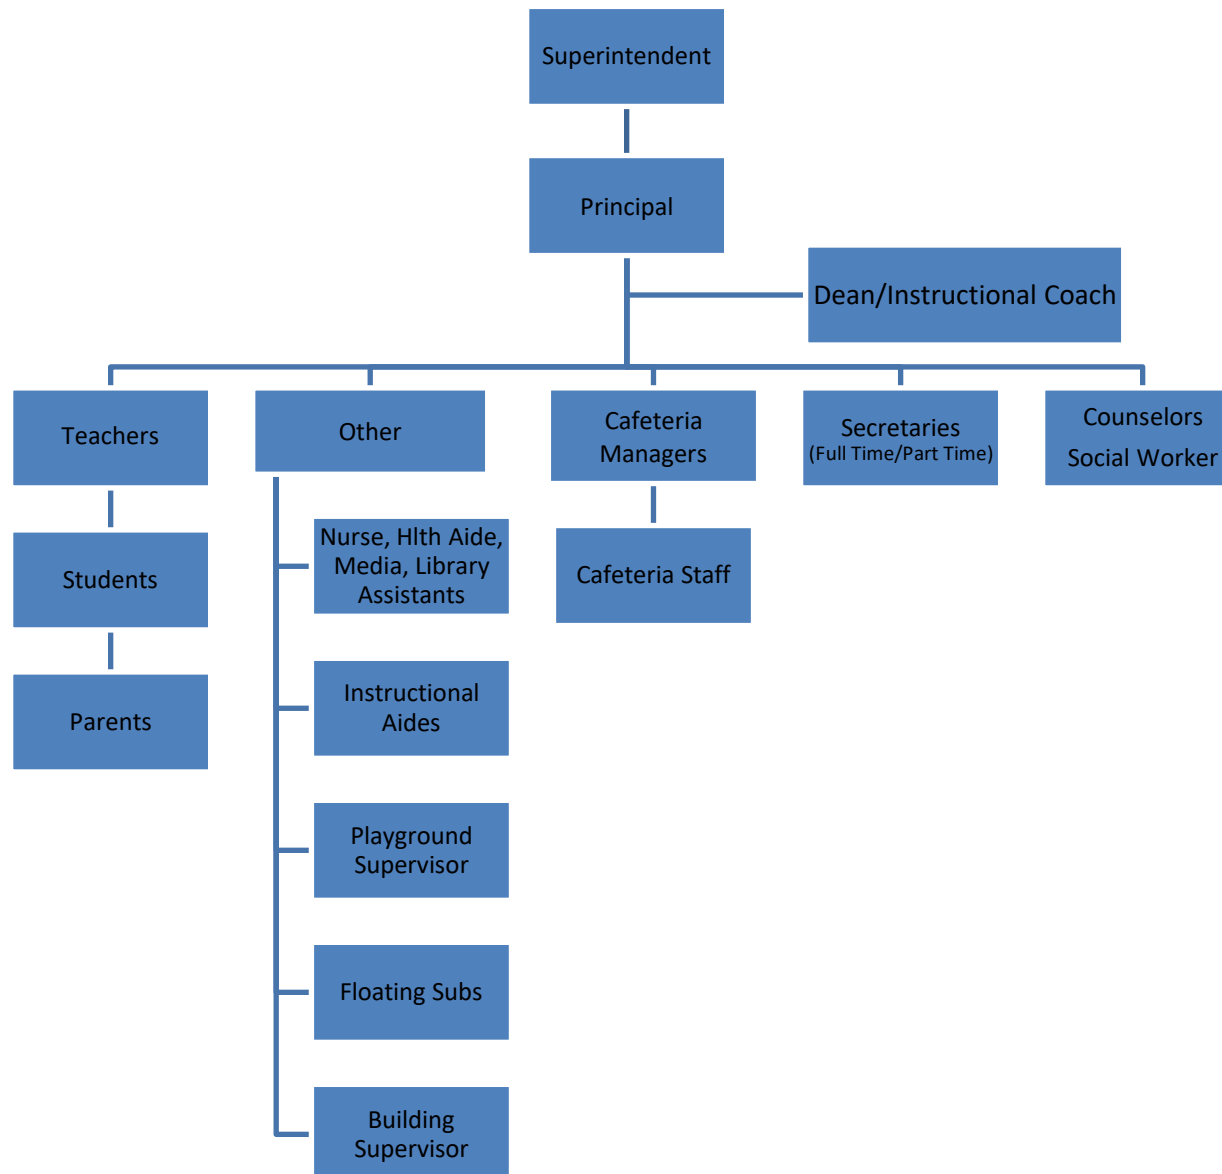 Superintendent
Principal
Dean/Instructional Coach
Teachers
Other
Cafeteria
Managers
Secretaries
(Full Time/Part Time)
Counselors
Social Worker
Students
Parents
Nurse, Hlth Aide,
Media, Library
Assistants
Instructional
Aides
Playground
Supervisor
Floating Subs
Building
Supervisor
Cafeteria Staff